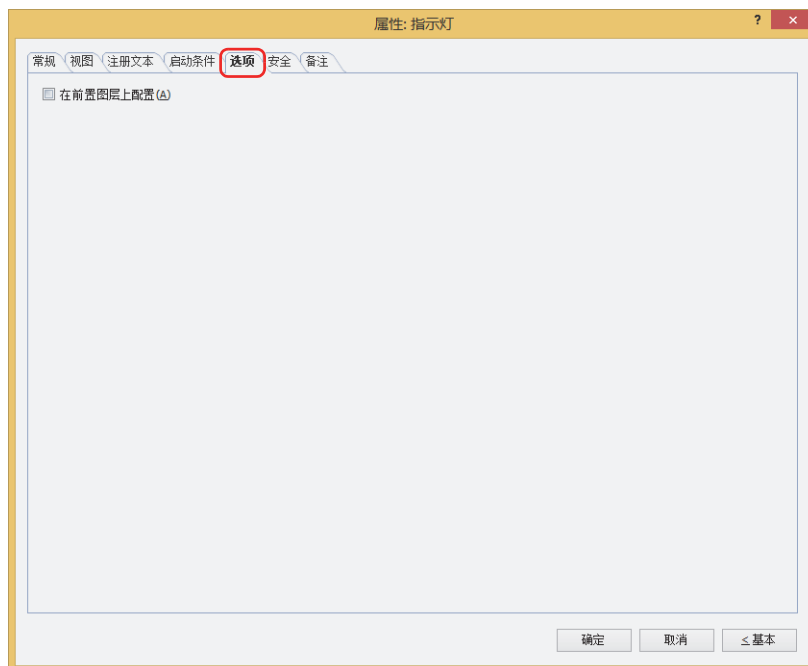 属性: 指示灯
?
×
常规 视图 注册文本 启动条件 选项 安全 备注
在前置图层上配置(A)
确定 取消 < 基本